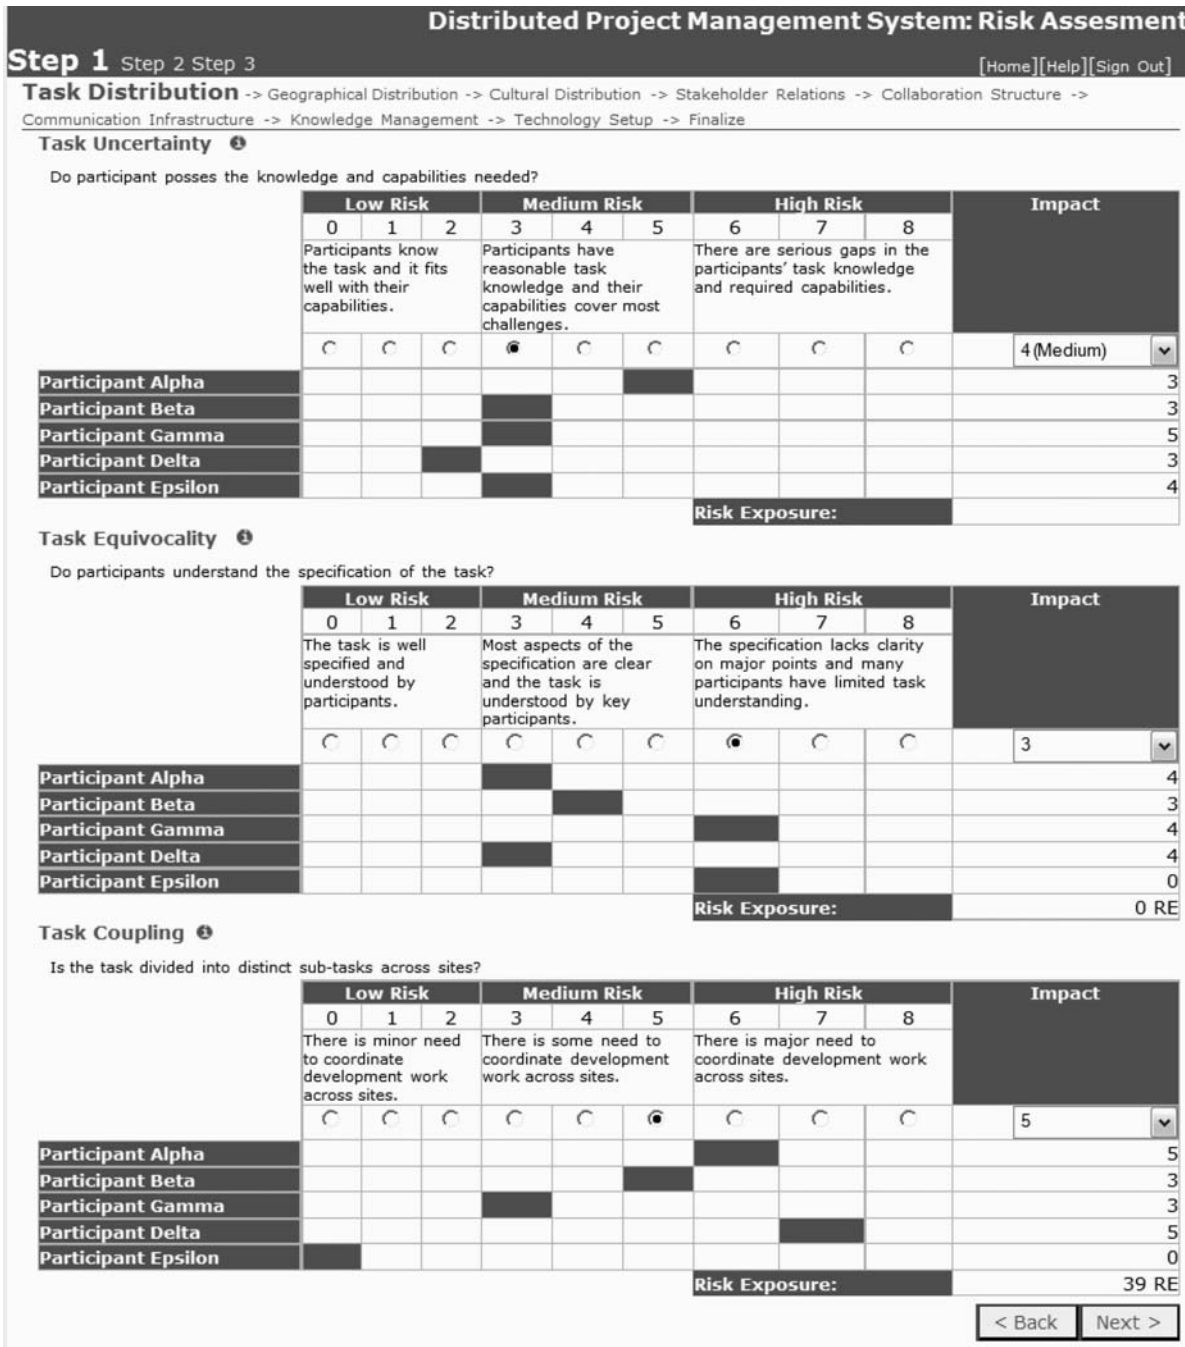 Distributed Project Management System: Risk Assesment
Step 1 Step 2 Step 3 [Home][Help][Sign Out]
Task Distribution -> Geographical Distribution -> Cultural Distribution -> Stakeholder Relations -> Collaboration Structure ->
Communication Infrastructure -> Knowledge Management -> Technology Setup -> Finalize
Task Uncertainty
Do participant posses the knowledge and capabilities needed?
Low Risk Medium Risk High Risk Impact
0 1 2 3 4 5 6 7 8
Participants know Participants have There are serious gaps in the
the task and it fits reasonable task participants' task knowledge
well with their knowledge and their and required capabilities.
capabilities. capabilities cover most
challenges.
4 (Medium)
Participant Alpha 3
Participant Beta 3
Participant Gamma 5
Participant Delta 3
Participant Epsilon 4
Risk Exposure:
Task Equivocality
Do participants understand the specification of the task?
Low Risk Medium Risk High Risk Impact
0 1 2 3 4 5 6 7 8
The task is well Most aspects of the The specification lacks clarity
specified and specification are clear on major points and many
understood by and the task is participants have limited task
participants. understood by key understanding.
participants.
3
Participant Alpha 4
Participant Beta 3
Participant Gamma 4
Participant Delta 4
Participant Epsilon 0
Risk Exposure: 0 RE
Task Coupling
Is the task divided into distinct sub-tasks across sites?
Low Risk Medium Risk High Risk Impact
0 1 2 3 4 5 6 7 8
There is minor need There is some need to There is major need to
to coordinate coordinate development coordinate development work
development work work across sites. across sites.
across sites.
5
Participant Alpha 5
Participant Beta 3
Participant Gamma 3
Participant Delta 5
Participant Epsilon 0
Risk Exposure: 39 RE
< Back Next >